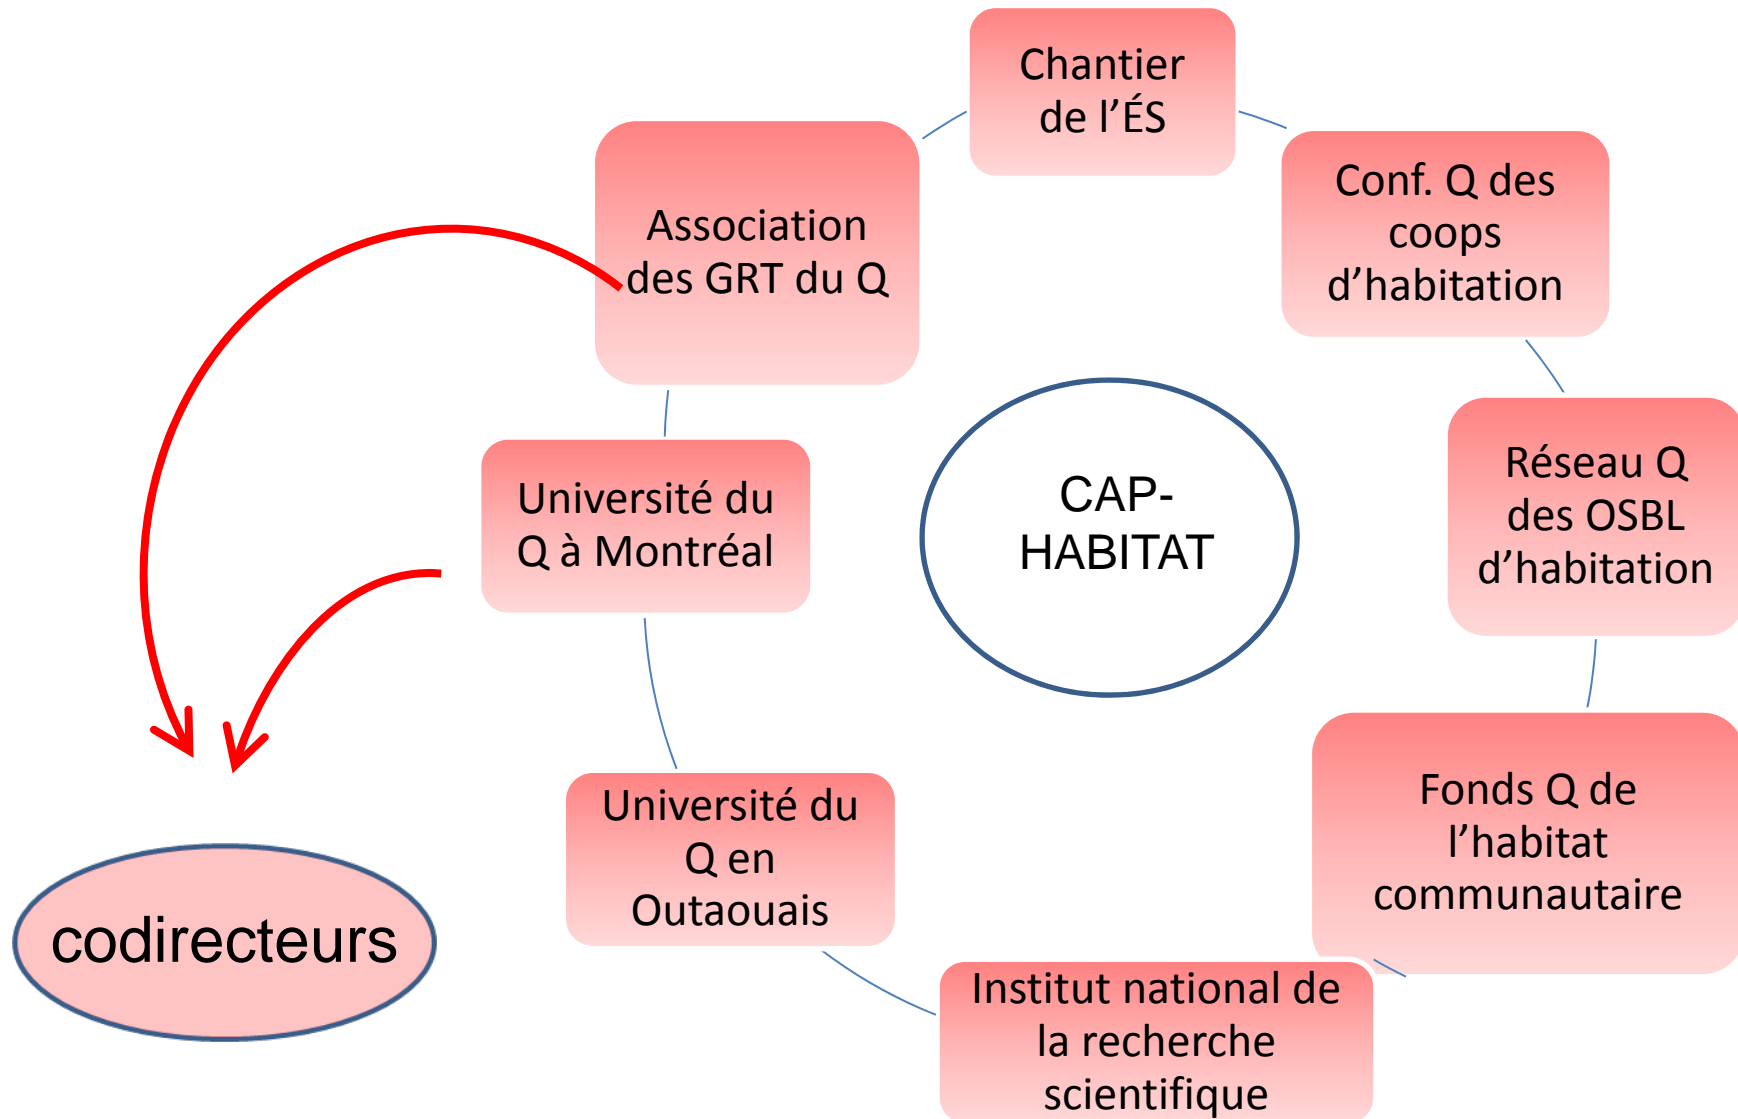 Chantier
de l’ÉS
Conf. Q des
coops
d’habitation
Réseau Q
des OSBL
d’habitation
Fonds Q de
l’habitat
communautaire
Institut national de
la recherche
scientifique
Université du
Q en
Outaouais
Université du
Q à Montréal
Association
des GRT du Q
CAP-
HABITAT
codirecteurs